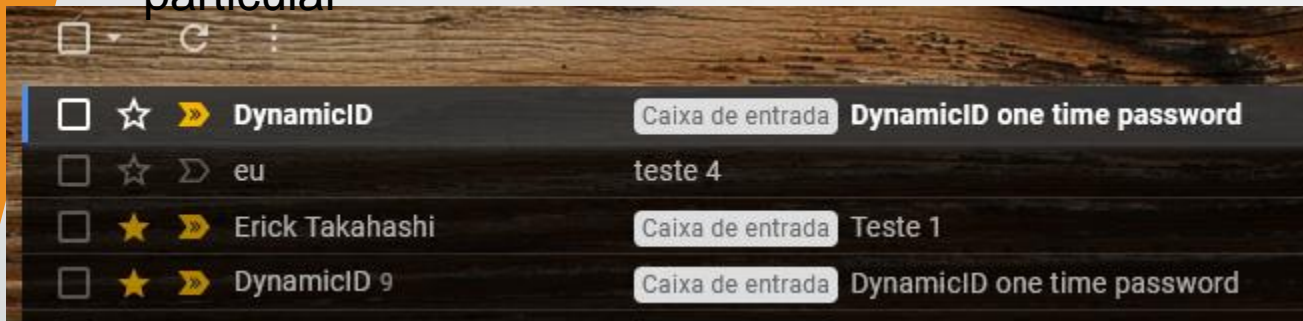 particular
DynamicID Caixa de entrada DynamicID one time password
eu teste 4
Erick Takahashi Caixa de entrada Teste 1
DynamicID 9 Caixa de entrada DynamicID one time password